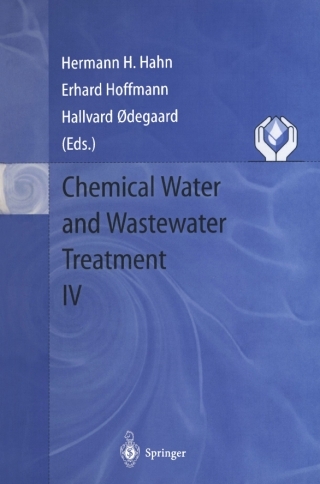 Hermann H. Hahn
Erhard Hoffmann
Hallvard Ødegaard
(Eds.)
Chemical Water
and Wastewater
Treatment
IV
Springer